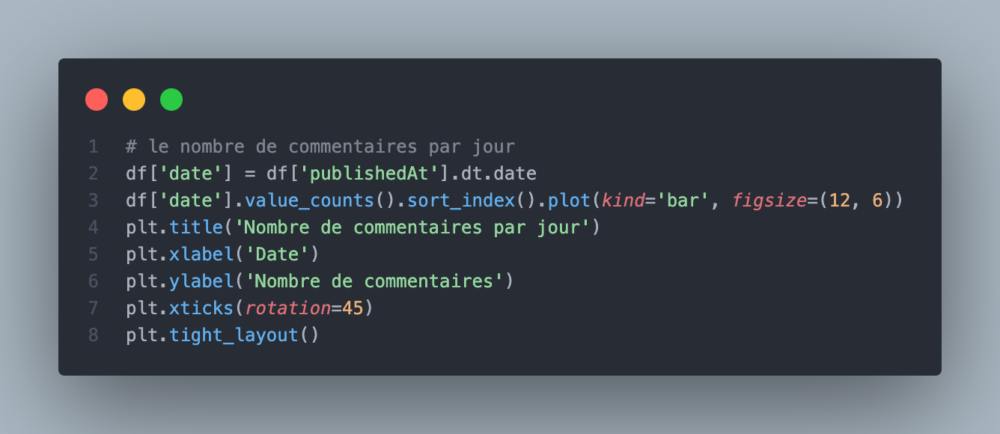 1 # le nombre de commentaires par jour
2 df['date'] = df['publishedAt'].dt.date
3 df['date'].value_counts().sort_index().plot(kind='bar', figsize=(12, 6))
4 plt.title('Nombre de commentaires par jour')
5 plt.xlabel('Date')
6 plt.ylabel('Nombre de commentaires')
7 plt.xticks(rotation=45)
8 plt.tight_layout()